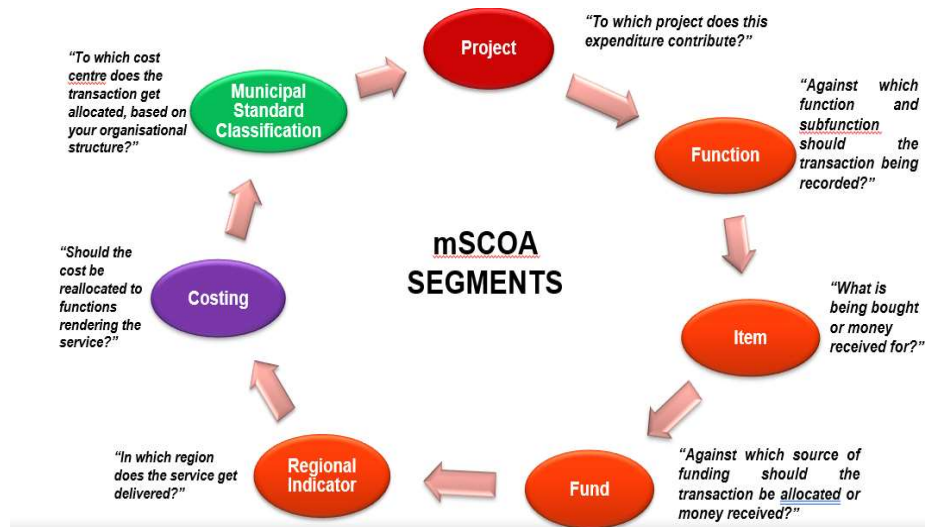 Project
“To which project does this
expenditure contribute?”
“Against which
function and
subfunction
should the
transaction being
recorded?”
Function
“What is
being bought
or money
received for?”
Item
“Against which source of
funding should the
transaction be allocated or
money received?”
Fund
Regional
Indicator
“In which region
does the service get
delivered?”
Costing
“Should the
cost be
reallocated to
functions
rendering the
service?”
Municipal
Standard
Classification
“To which cost
centre does the
transaction get
allocated, based on
your organisational
structure?”
mSCOA
SEGMENTS